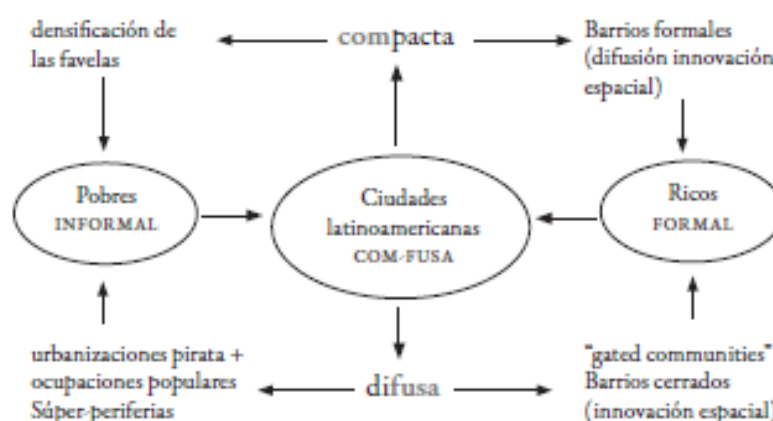 densificación de
las favelas
compacta
Barrios formales
(difusión innovación
espacial)
Pobres
INFORMAL
Ciudades
latinoamericanas
COM-FUSA
Ricos
FORMAL
urbanizaciones pirata +
ocupaciones populares
Súper-periferias
difusa
"gated communities"
Barrios cerrados
(innovación espacial)